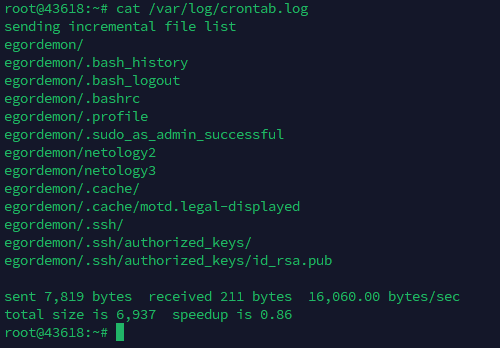 root@43618:~# cat /var/log/crontab.log
sending incremental file list
egordemon/
egordemon/.bash_history
egordemon/.bash_logout
egordemon/.bashrc
egordemon/.profile
egordemon/.sudo_as_admin_successful
egordemon/netology2
egordemon/netology3
egordemon/.cache/
egordemon/.cache/motd.legal-displayed
egordemon/.ssh/
egordemon/.ssh/authorized_keys/
egordemon/.ssh/authorized_keys/id_rsa.pub
sent 7,819 bytes  received 211 bytes  16,060.00 bytes/sec
total size is 6,937  speedup is 0.86
root@43618:~#